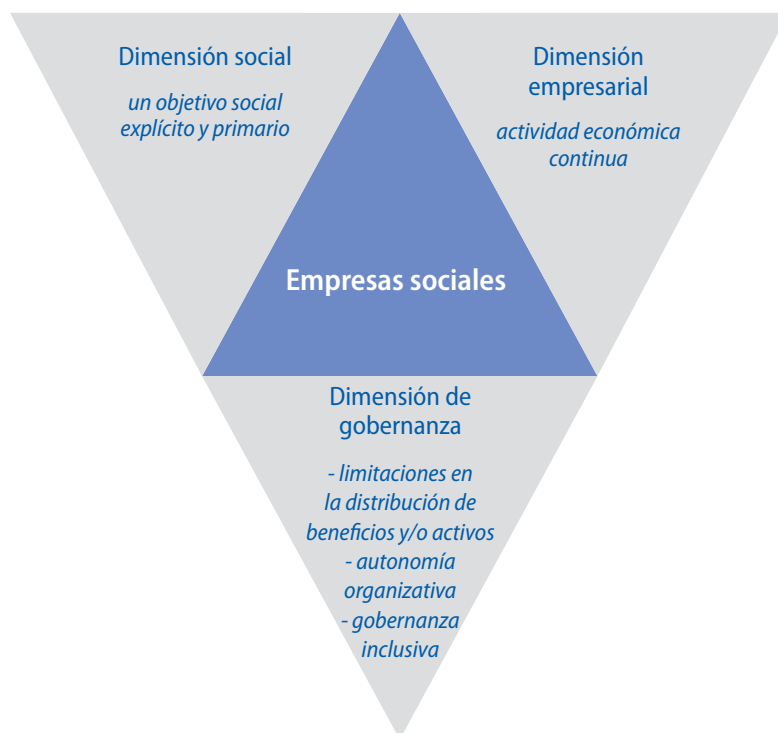 Dimensión social
un objetivo social
explícito y primario
Dimensión
empresarial
actividad económica
continua
Empresas sociales
Dimensión de
gobernanza
- limitaciones en
la distribución de
beneficios y/o activos
- autonomía
organizativa
- gobernanza
inclusiva